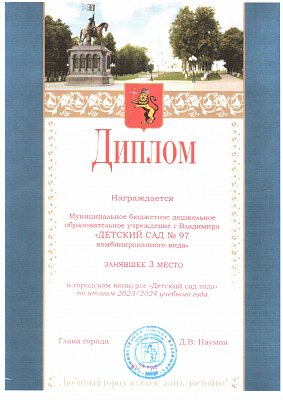 Диплом
Награждается
Муниципальное бюджетное дошкольное
образовательное учреждение г.Владимира
«ДЕТСКИЙ САД № 97
комбинированного вида»
ЗАНЯВШЕЕ 3 МЕСТО
в городском конкурсе «Детский сад года»
по итогам 2023/2024 учебного года
Глава города Д.В. Наумов